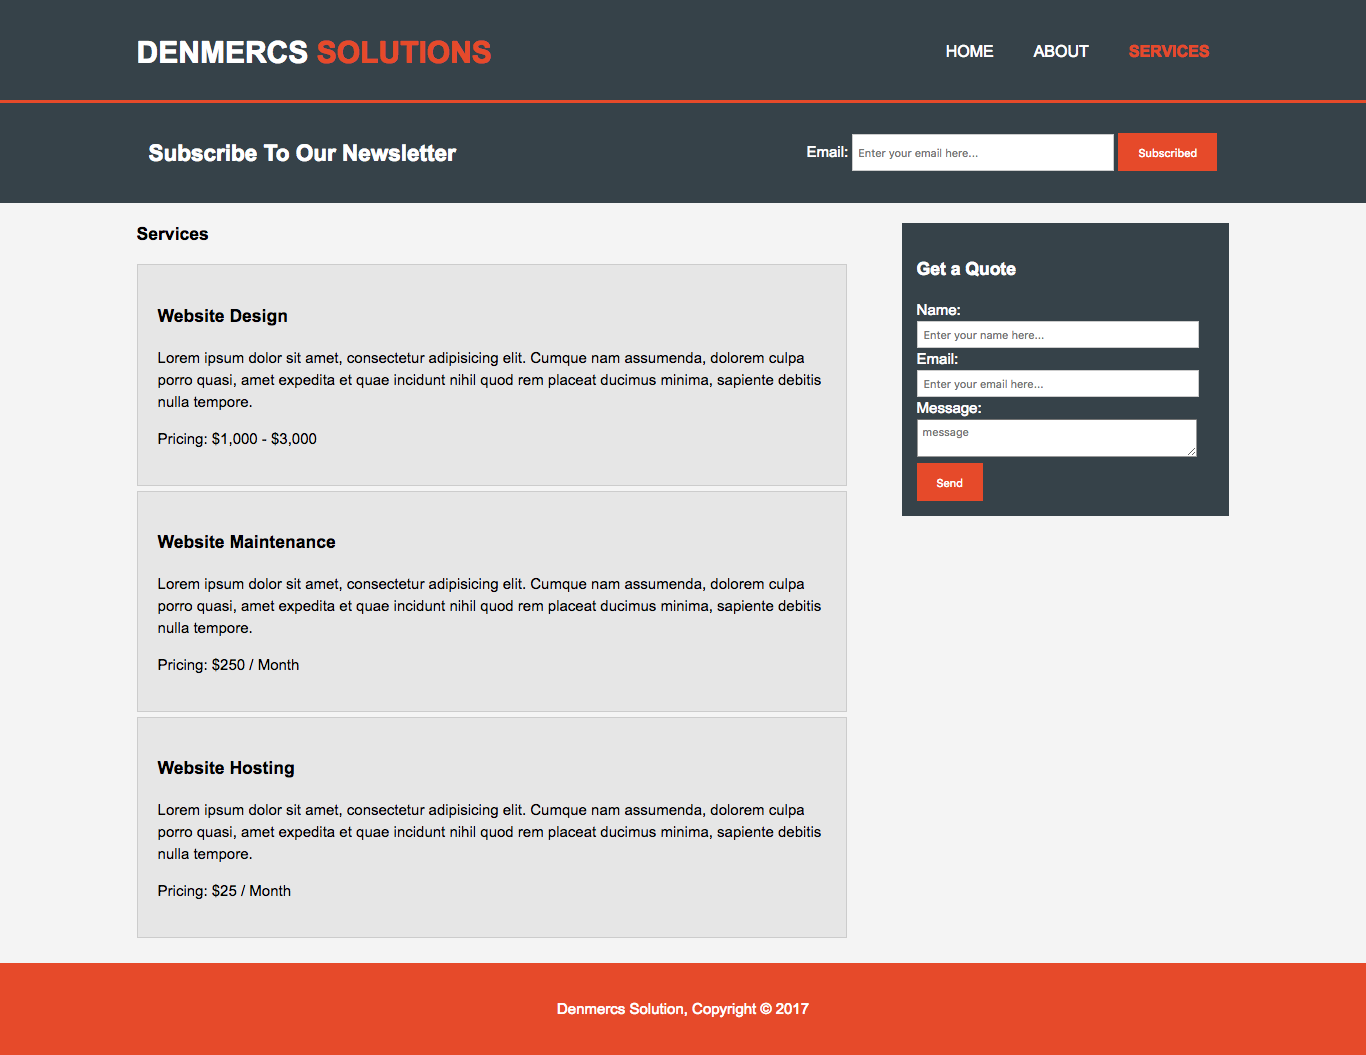 DENMERCS SOLUTIONS
HOME ABOUT SERVICES
Subscribe To Our Newsletter
Email: Enter your email here... Subscribed
Services
Website Design
Lorem ipsum dolor sit amet, consectetur adipisicing elit. Cumque nam assumenda, dolorem culpa
porro quasi, amet expedita et quae incidunt nihil quod rem placeat ducimus minima, sapiente debitis
nulla tempore.
Pricing: $1,000 - $3,000
Website Maintenance
Lorem ipsum dolor sit amet, consectetur adipisicing elit. Cumque nam assumenda, dolorem culpa
porro quasi, amet expedita et quae incidunt nihil quod rem placeat ducimus minima, sapiente debitis
nulla tempore.
Pricing: $250 / Month
Website Hosting
Lorem ipsum dolor sit amet, consectetur adipisicing elit. Cumque nam assumenda, dolorem culpa
porro quasi, amet expedita et quae incidunt nihil quod rem placeat ducimus minima, sapiente debitis
nulla tempore.
Pricing: $25 / Month
Get a Quote
Name:
Enter your name here...
Email:
Enter your email here...
Message:
message
Send
Denmercs Solution, Copyright © 2017